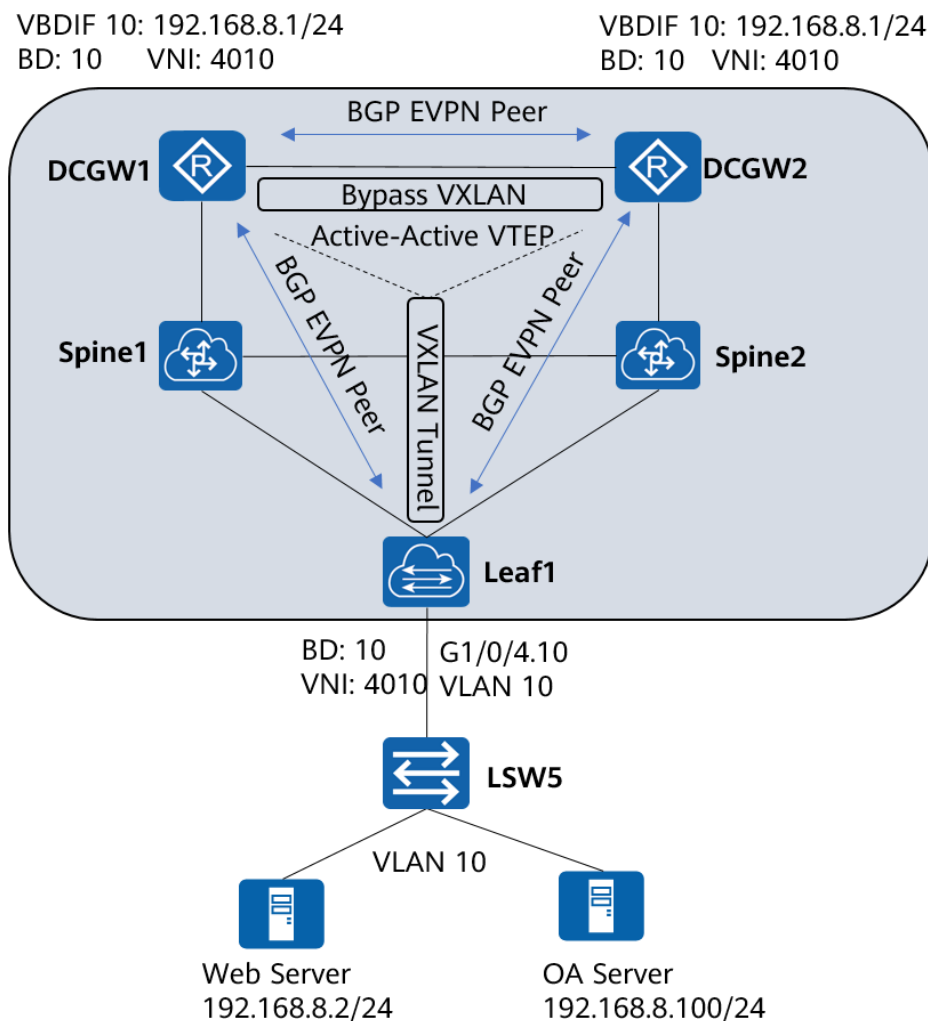 VBDIF 10: 192.168.8.1/24
BD: 10 VNI: 4010
VBDIF 10: 192.168.8.1/24
BD: 10 VNI: 4010
BGP EVPN Peer
DCGW1
R
R
DCGW2
Bypass VXLAN
Active-Active VTEP
BGP EVPN Peer
VXLAN Tunnel
BGP EVPN Peer
Spine1
Spine2
Leaf1
BD: 10
VNI: 4010
G1/0/4.10
VLAN 10
LSW5
VLAN 10
Web Server
192.168.8.2/24
OA Server
192.168.8.100/24